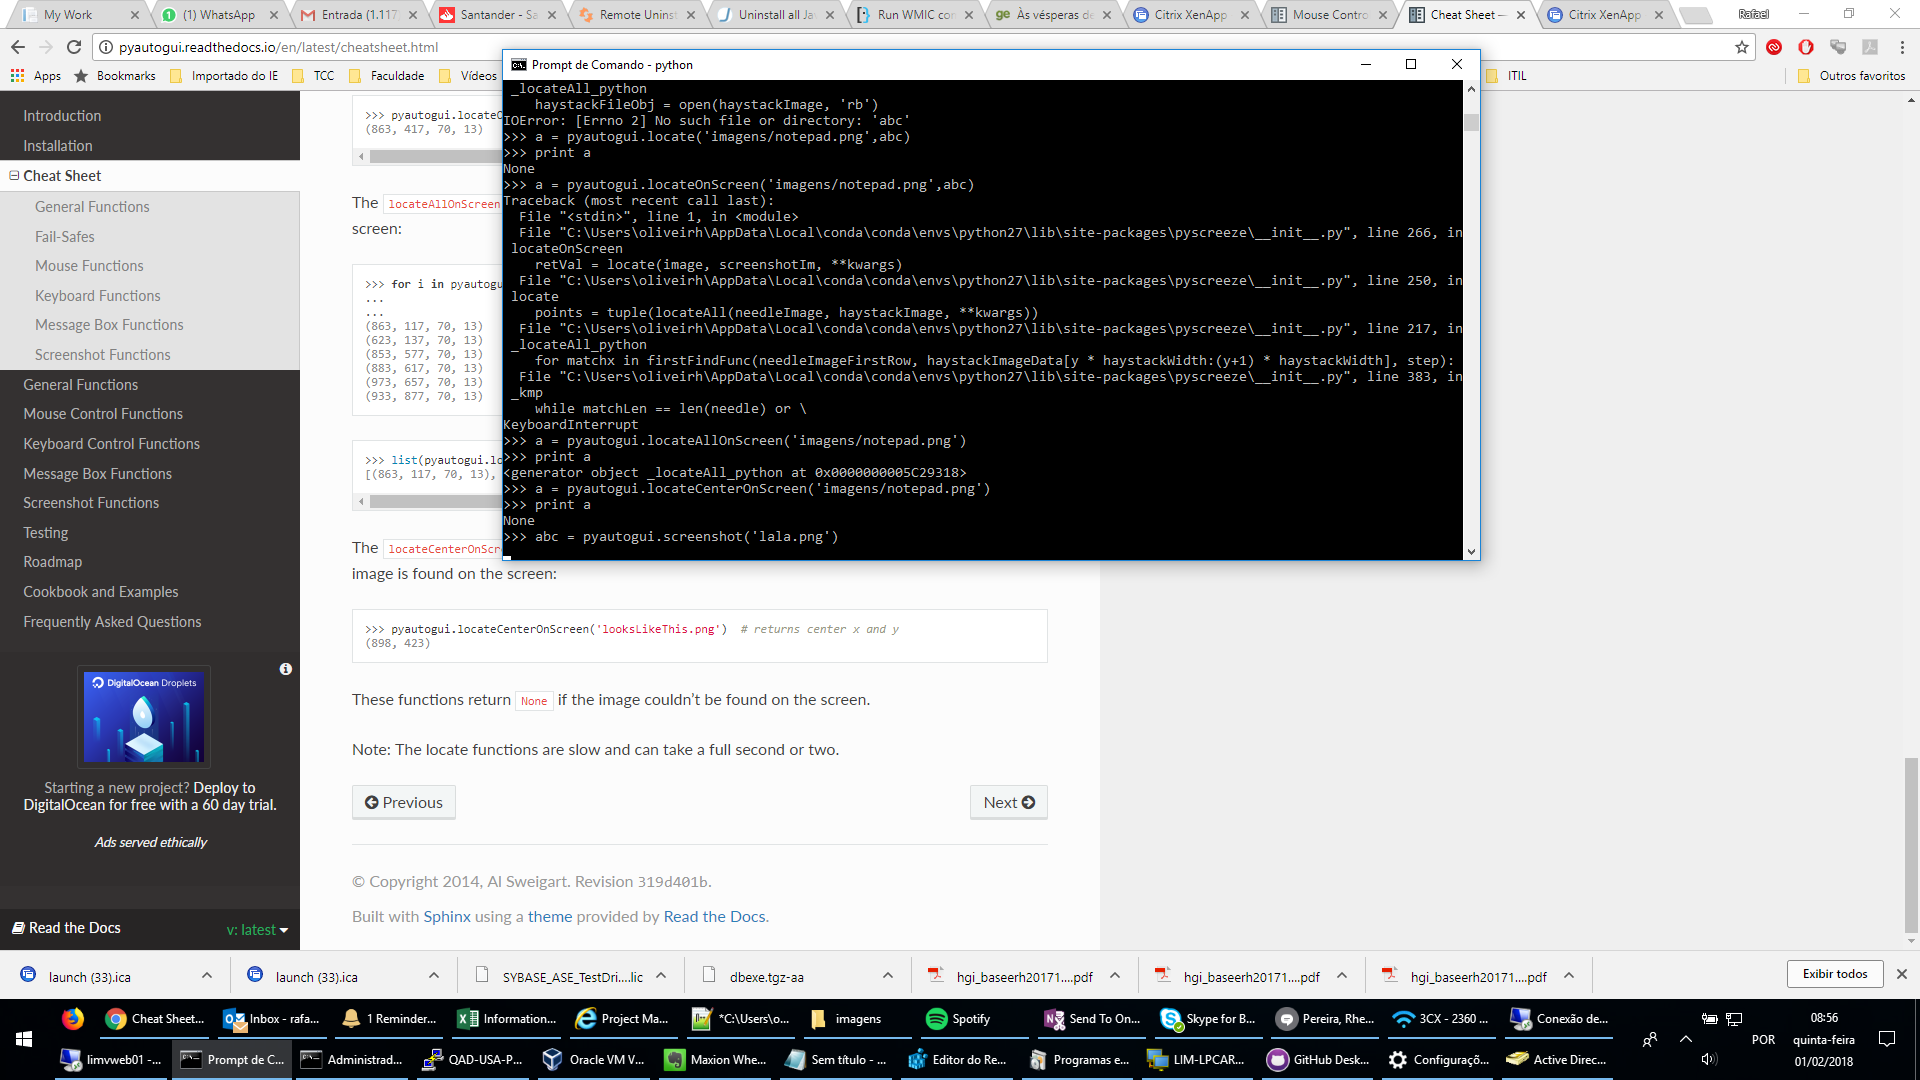 My Work
(1) WhatsApp
Entrada (1.117
Santander - Sa
Remote Uninst
Uninstall all Ja
Run WMIC co
Às vésperas de
Citrix XenApp
Mouse Contro
Cheat Sheet —
Citrix XenApp
Rafael
pyautogui.readthedocs.io/en/latest/cheatsheet.html
Apps
Bookmarks
Importado do IE
TCC
Faculdade
Vídeos
ITIL
Outros favoritos
Introduction
Installation
Cheat Sheet
General Functions
Fail-Safes
Mouse Functions
Keyboard Functions
Message Box Functions
Screenshot Functions
General Functions
Mouse Control Functions
Keyboard Control Functions
Message Box Functions
Screenshot Functions
Testing
Roadmap
Cookbook and Examples
Frequently Asked Questions
DigitalOcean Droplets
Starting a new project? Deploy to
DigitalOcean for free with a 60 day trial.
Ads served ethically
Read the Docs
v: latest
>>> pyautogui.locateO
(863, 417, 70, 13)
The locateAllOnScreen
screen:
>>> for i in pyautogu
...
...
(863, 117, 70, 13)
(623, 137, 70, 13)
(853, 577, 70, 13)
(883, 617, 70, 13)
(973, 657, 70, 13)
(933, 877, 70, 13)
>>> list(pyautogui.lo
[(863, 117, 70, 13),
The locateCenterOnScr
image is found on the screen:
>>> pyautogui.locateCenterOnScreen('looksLikeThis.png')  # returns center x and y
(898, 423)
These functions return None if the image couldn't be found on the screen.
Note: The locate functions are slow and can take a full second or two.
Previous
Next
© Copyright 2014, Al Sweigart. Revision 319d401b.
Built with Sphinx using a theme provided by Read the Docs.
Prompt de Comando - python
_locateAll_python
haystackFileObj = open(haystackImage, 'rb')
IOError: [Errno 2] No such file or directory: 'abc'
>>> a = pyautogui.locate('imagens/notepad.png',abc)
>>> print a
None
>>> a = pyautogui.locateOnScreen('imagens/notepad.png',abc)
Traceback (most recent call last):
File "<stdin>", line 1, in <module>
File "C:\Users\oliveirh\AppData\Local\conda\conda\envs\python27\lib\site-packages\pyscreeze\__init__.py", line 266, in
locateOnScreen
retVal = locate(image, screenshotIm, **kwargs)
File "C:\Users\oliveirh\AppData\Local\conda\conda\envs\python27\lib\site-packages\pyscreeze\__init__.py", line 250, in
locate
points = tuple(locateAll(needleImage, haystackImage, **kwargs))
File "C:\Users\oliveirh\AppData\Local\conda\conda\envs\python27\lib\site-packages\pyscreeze\__init__.py", line 217, in
_locateAll_python
for matchx in firstFindFunc(needleImageFirstRow, haystackImageData[y * haystackWidth:(y+1) * haystackWidth], step):
File "C:\Users\oliveirh\AppData\Local\conda\conda\envs\python27\lib\site-packages\pyscreeze\__init__.py", line 383, in
_kmp
while matchLen == len(needle) or \
KeyboardInterrupt
>>> a = pyautogui.locateAllOnScreen('imagens/notepad.png')
>>> print a
<generator object _locateAll_python at 0x0000000005C29318>
>>> a = pyautogui.locateCenterOnScreen('imagens/notepad.png')
>>> print a
None
>>> abc = pyautogui.screenshot('lala.png')
launch (33).ica
launch (33).ica
SYBASE_ASE_TestDri....lic
dbexe.tgz-aa
hgi_baseerh20171....pdf
hgi_baseerh20171....pdf
hgi_baseerh20171....pdf
Exibir todos
Cheat Sheet...
Inbox - rafa...
1 Reminder...
Information...
Project Ma...
*C:\Users\o...
imagens
Spotify
Send To On...
Skype for B...
Pereira, Rhe...
3CX - 2360 ...
Conexão de...
limvweb01 -...
Prompt de C...
Administrad...
QAD-USA-P...
Oracle VM V...
Maxion Whe...
Sem título - ...
Editor do Re...
Programas e...
LIM-LPCAR...
GitHub Desk...
Configuraçõ...
Active Direc...
POR
08:56
quinta-feira
01/02/2018